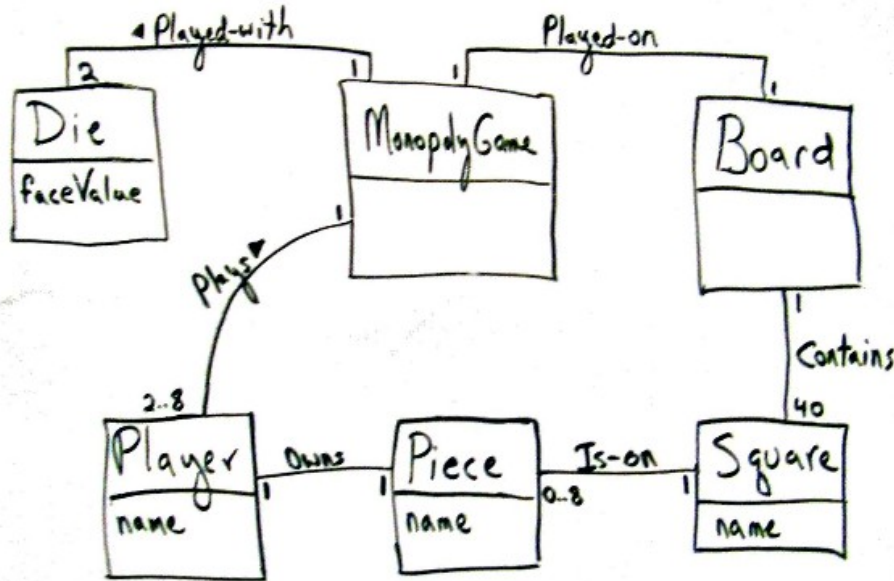 ◄ Played-with
Played-on
2
1
1
1
Die
faceValue
MonopolyGame
Board
1
Plays ►
1
Contains
2..8
40
Player
name
Owns
1
1
Piece
name
Is-on
0..8
1
Square
name